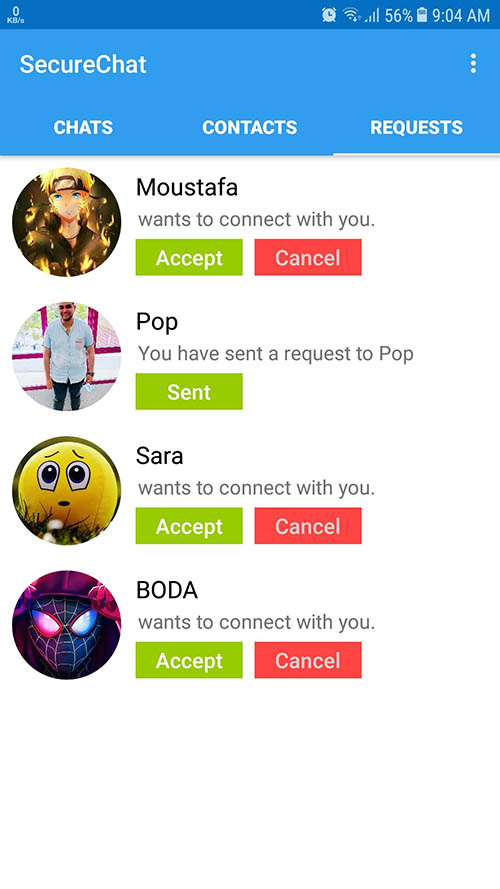 0
KB/s
56%
9:04 AM
SecureChat
CHATS
CONTACTS
REQUESTS
Moustafa
wants to connect with you.
Accept
Cancel
Pop
You have sent a request to Pop
Sent
Sara
wants to connect with you.
Accept
Cancel
BODA
wants to connect with you.
Accept
Cancel